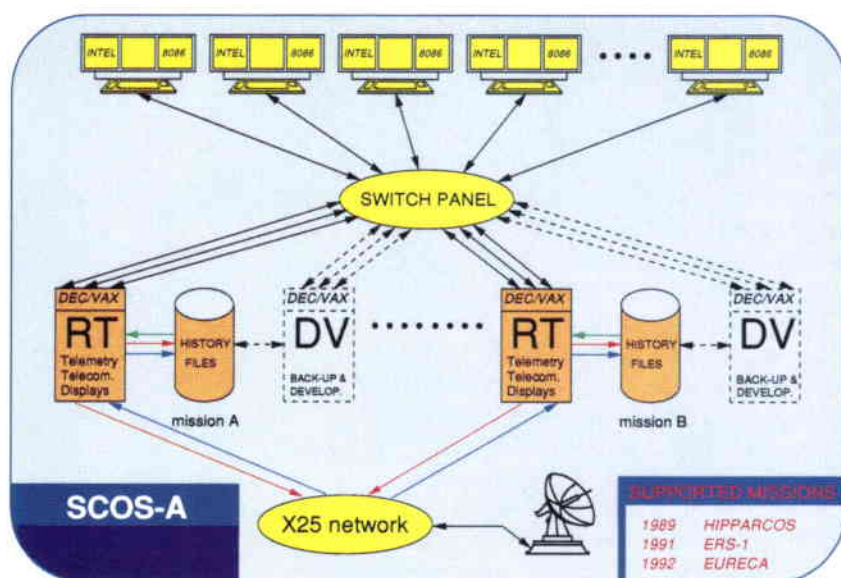 INTEL 8086 INTEL 8086 INTEL 8086 INTEL 8086 INTEL 8086
SWITCH PANEL
DEC/VAX
RT
Telemetry
Telecom.
Displays
HISTORY
FILES
mission A
DEC/VAX
DV
BACK-UP &
DEVELOP.
DEC/VAX
RT
Telemetry
Telecom.
Displays
HISTORY
FILES
mission B
DEC/VAX
DV
BACK-UP &
DEVELOP.
SCOS-A
X25 network
SUPPORTED MISSIONS
1989 HIPPARCOS
1991 ERS-1
1992 EURECA